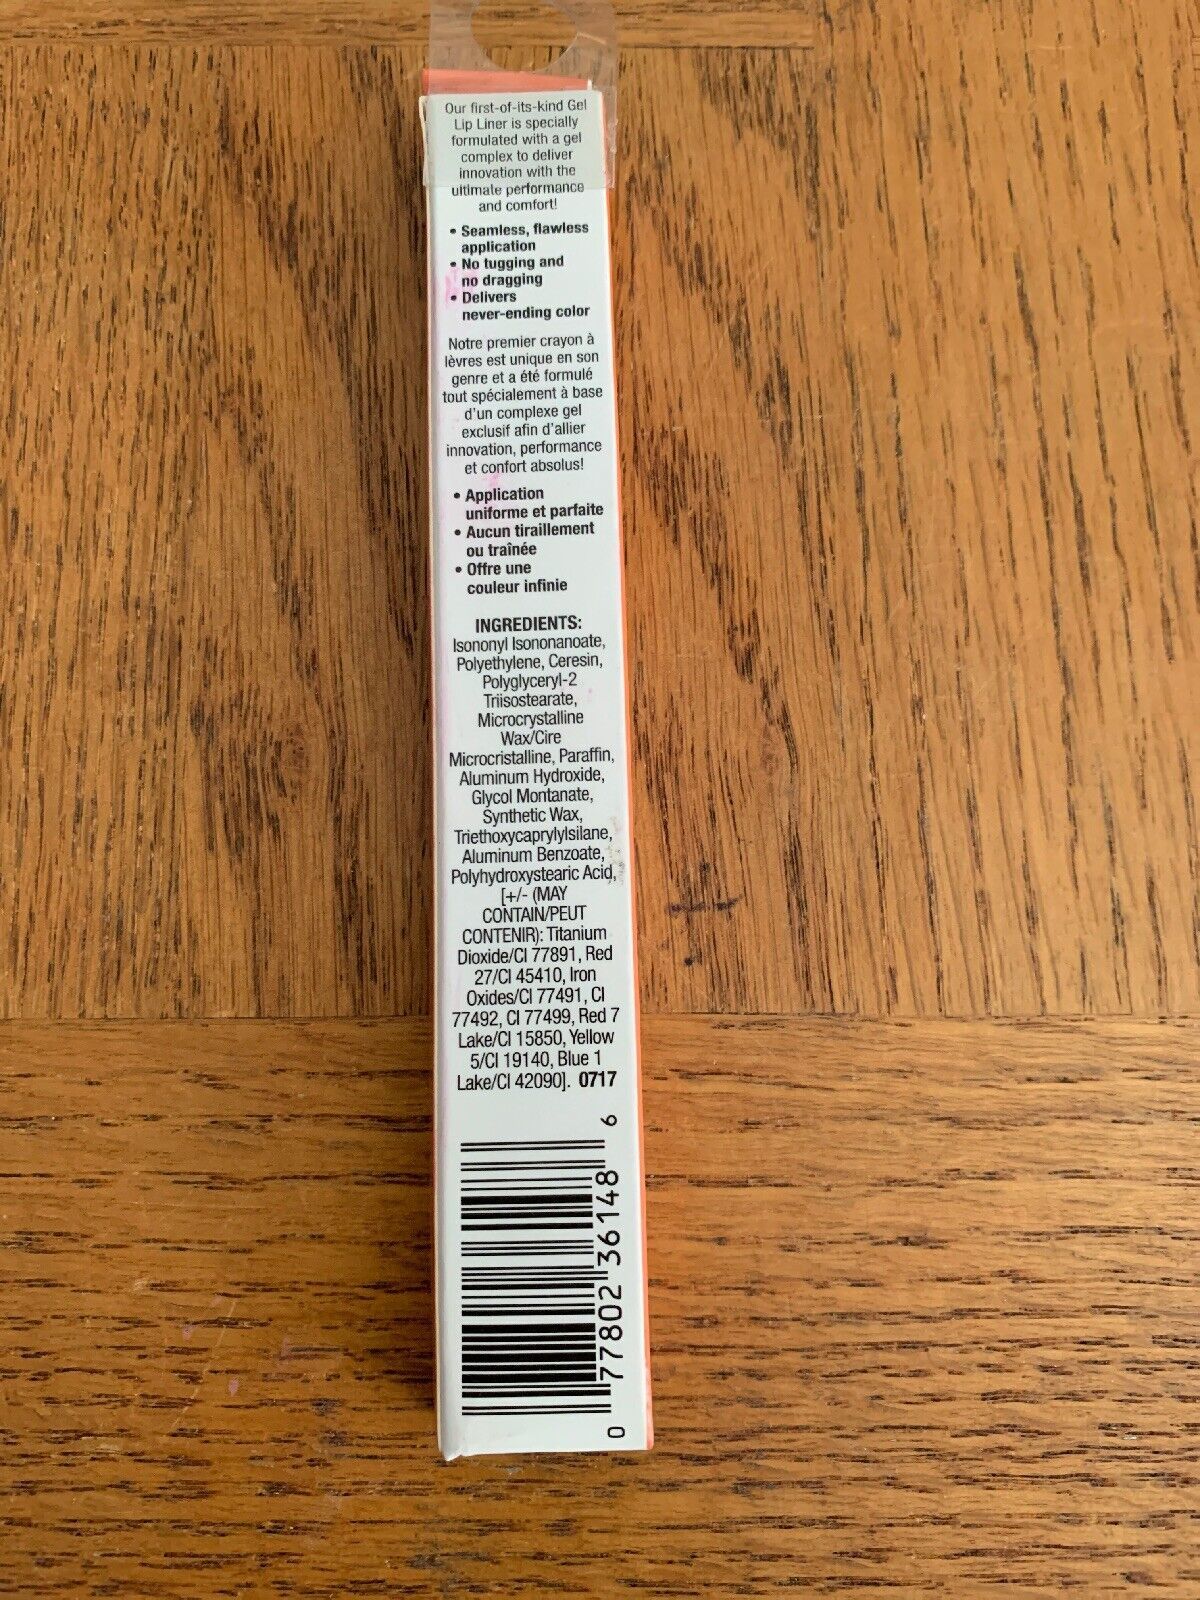 Our first-of-its-kind Gel
Lip Liner is specially
formulated with a gel
complex to deliver
innovation with the
ultimate performance
and comfort!
• Seamless, flawless
application
• No tugging and
no dragging
• Delivers
never-ending color
Notre premier crayon à
lèvres est unique en son
genre et a été formulé
tout spécialement à base
d'un complexe gel
exclusif afin d'allier
innovation, performance
et confort absolus!
• Application
uniforme et parfaite
• Aucun tiraillement
ou traînée
• Offre une
couleur infinie
INGREDIENTS:
Isononyl Isononanoate,
Polyethylene, Ceresin,
Polyglyceryl-2
Triisostearate,
Microcrystalline
Wax/Cire
Microcristalline, Paraffin,
Aluminum Hydroxide,
Glycol Montanate,
Synthetic Wax,
Triethoxycaprylylsilane,
Aluminum Benzoate,
Polyhydroxystearic Acid,
[+/- (MAY
CONTAIN/PEUT
CONTENIR): Titanium
Dioxide/CI 77891, Red
27/CI 45410, Iron
Oxides/CI 77491, CI
77492, CI 77499, Red 7
Lake/CI 15850, Yellow
5/CI 19140, Blue 1
Lake/CI 42090]. 0717
0 77802 36148 6